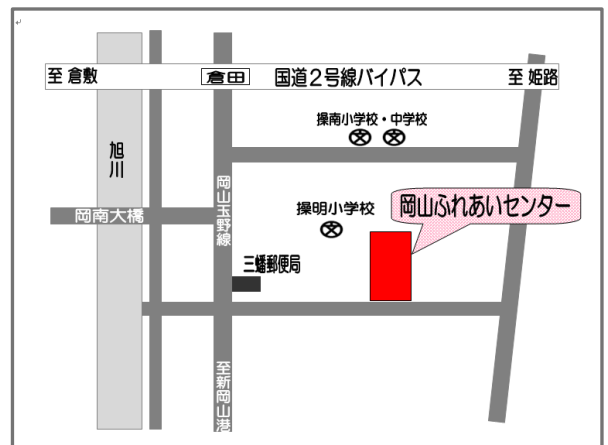 至 倉敷
倉田
国道2号線バイパス
至 姫路
操南小学校・中学校
旭川
岡山玉野線
岡南大橋
操明小学校
岡山ふれあいセンター
三蟠郵便局
至新岡山港